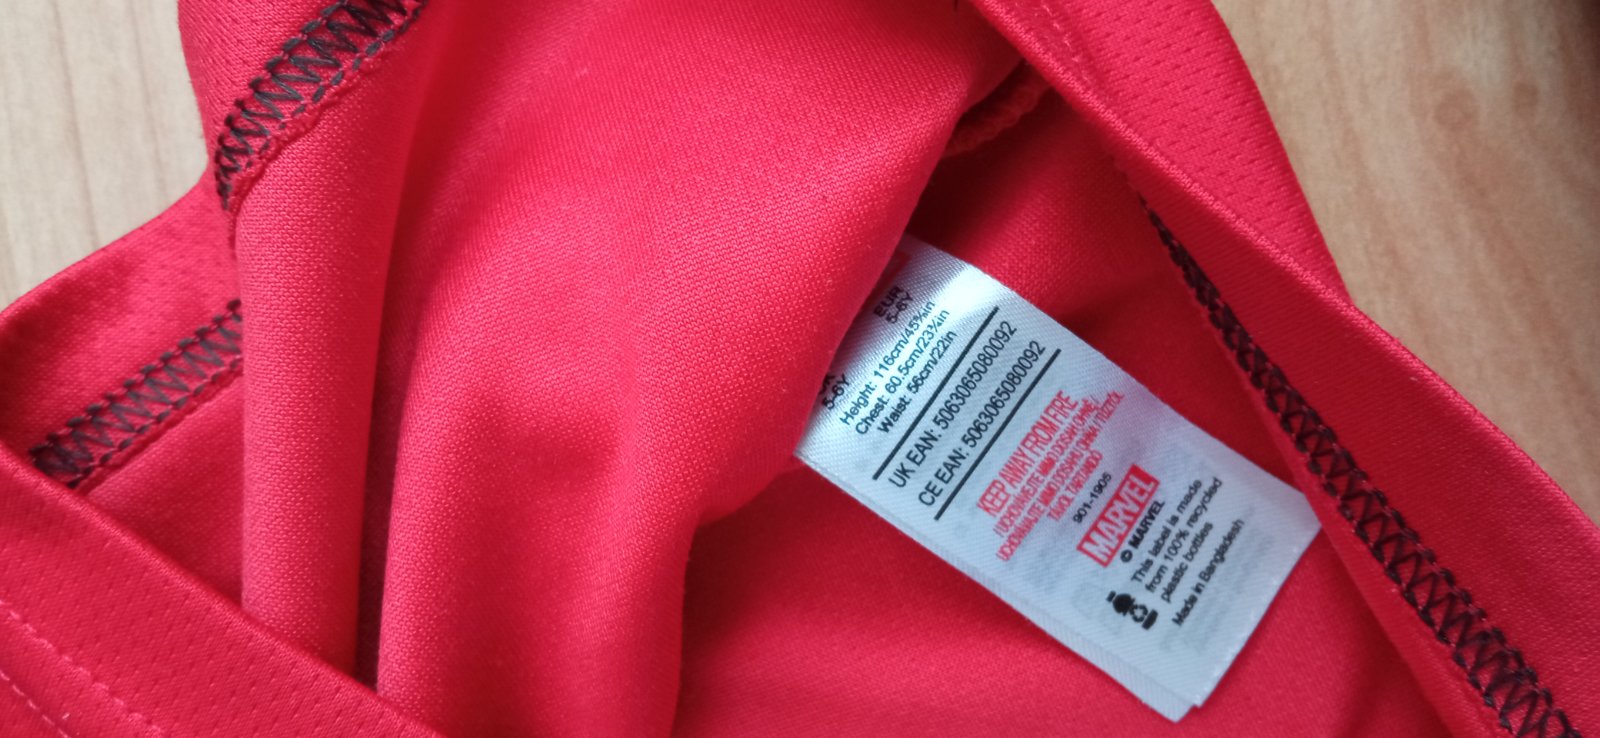 EUR
5-6Y
5-6Y
Height: 116cm/45⅝in
Chest: 60.5cm/23¾in
Waist: 56cm/22in
UK EAN: 5063065080092
CE EAN: 5063065080092
KEEP AWAY FROM FIRE
901-1905
MARVEL
© MARVEL
This label is made
from 100% recycled
plastic bottles
Made in Bangladesh